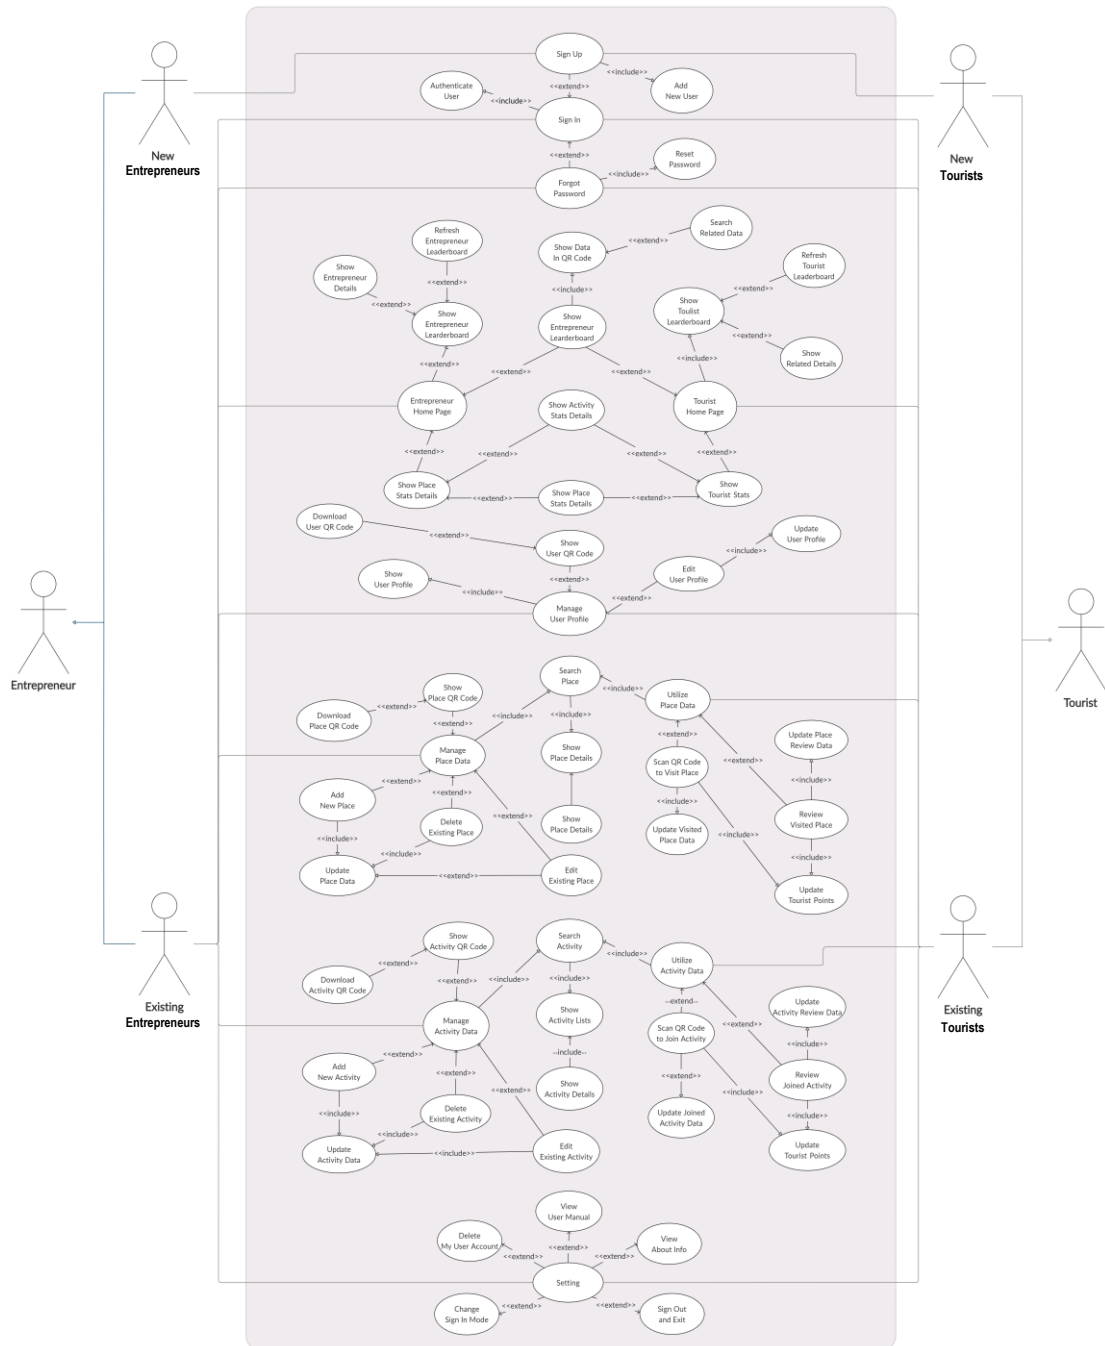 Sign Up
<<include>>
Authenticate
User
<<extend>>
Add
New User
<<include>>
Sign In
New
Entrepreneurs
New
Tourists
<<extend>>
Reset
Password
<<include>>
Forgot
Password
Refresh
Entrepreneur
Leaderboard
Search
Related Data
<<extend>>
Show Data
In QR Code
Show
Entrepreneur
Details
<<extend>>
<<extend>>
<<include>>
Refresh
Tourist
Leaderboard
<<extend>>
Show
Entrepreneur
Learderboard
Show
Entrepreneur
Learderboard
Show
Toulist
Learderboard
<<extend>>
Show
Related Details
<<extend>>
<<include>>
<<extend>>
<<extend>>
Entrepreneur
Home Page
Show Activity
Stats Details
Tourist
Home Page
<<extend>>
<<extend>>
<<extend>>
<<extend>>
Show Place
Stats Details
<<extend>>
Show Place
Stats Details
<<extend>>
Show
Tourist Stats
Download
User QR Code
<<extend>>
Show
User QR Code
Update
User Profile
<<include>>
Show
User Profile
<<extend>>
Edit
User Profile
<<include>>
<<extend>>
Manage
User Profile
Entrepreneur
Tourist
Search
Place
Show
Place QR Code
<<include>>
Utilize
Place Data
<<extend>>
Download
Place QR Code
<<extend>>
<<include>>
<<include>>
<<extend>>
Update Place
Review Data
Manage
Place Data
Show
Place Details
Scan QR Code
to Visit Place
<<extend>>
<<extend>>
<<include>>
Add
New Place
<<extend>>
<<extend>>
<<include>>
Delete
Existing Place
Show
Place Details
Update Visited
Place Data
Review
Visited Place
<<include>>
<<include>>
<<include>>
<<include>>
Update
Place Data
<<extend>>
Edit
Existing Place
Update
Tourist Points
Show
Activity QR Code
Search
Activity
<<include>>
Utilize
Activity Data
<<extend>>
Download
Activity QR Code
<<extend>>
<<include>>
<<include>>
Existing
Entrepreneurs
Existing
Tourists
--extend--
Update
Activity Review Data
Show
Activity Lists
Manage
Activity Data
Scan QR Code
to Join Activity
<<extend>>
<<include>>
<<extend>>
--include--
Add
New Activity
<<extend>>
<<extend>>
<<extend>>
Show
Activity Details
Review
Joined Activity
<<include>>
Delete
Existing Activity
Update Joined
Activity Data
<<include>>
<<include>>
<<include>>
Update
Activity Data
<<include>>
Edit
Existing Activity
Update
Tourist Points
View
User Manual
Delete
My User Account
View
About Info
<<extend>>
<<extend>>
<<extend>>
Setting
<<extend>>
<<extend>>
Change
Sign In Mode
Sign Out
and Exit